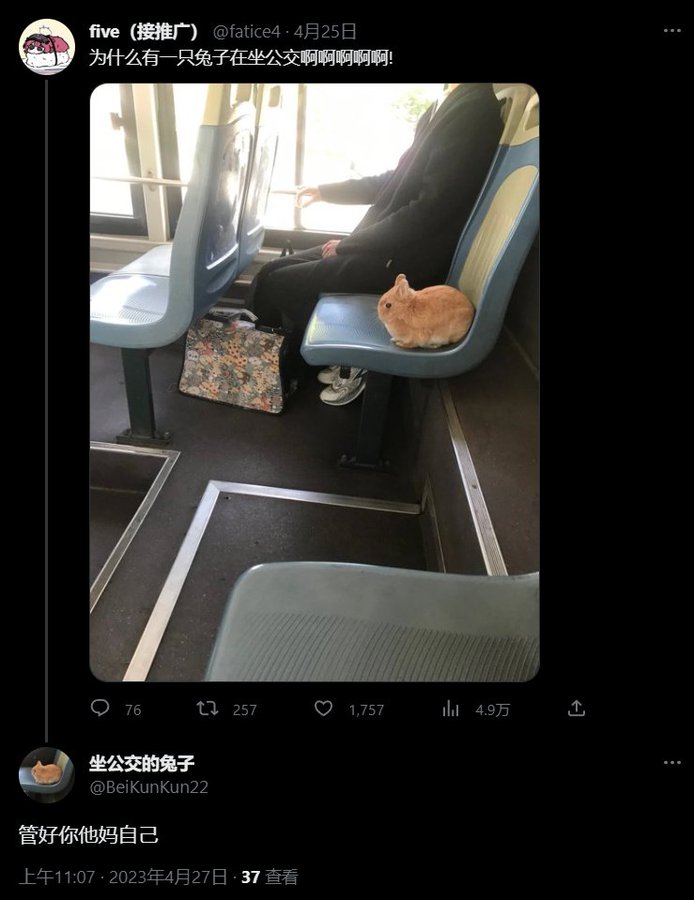 five（接推广） @fatice4 · 4月25日
为什么有一只兔子在坐公交啊啊啊啊啊!
76 257 1,757 4.9万
坐公交的兔子
@BeiKunKun22
管好你他妈自己
上午11:07 · 2023年4月27日 · 37 查看